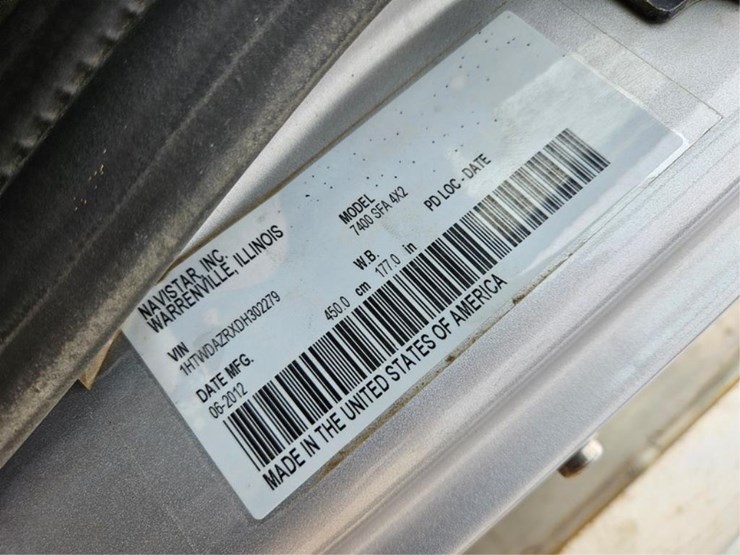 NAVISTAR, INC.
WARRENVILLE, ILLINOIS
VIN
1HTWDAZRXDH302279
MODEL
7400 SFA 4X2
DATE MFG.
06-2012
W.B.
450.0 cm 177.0 in
PD LOC - DATE
MADE IN THE UNITED STATES OF AMERICA